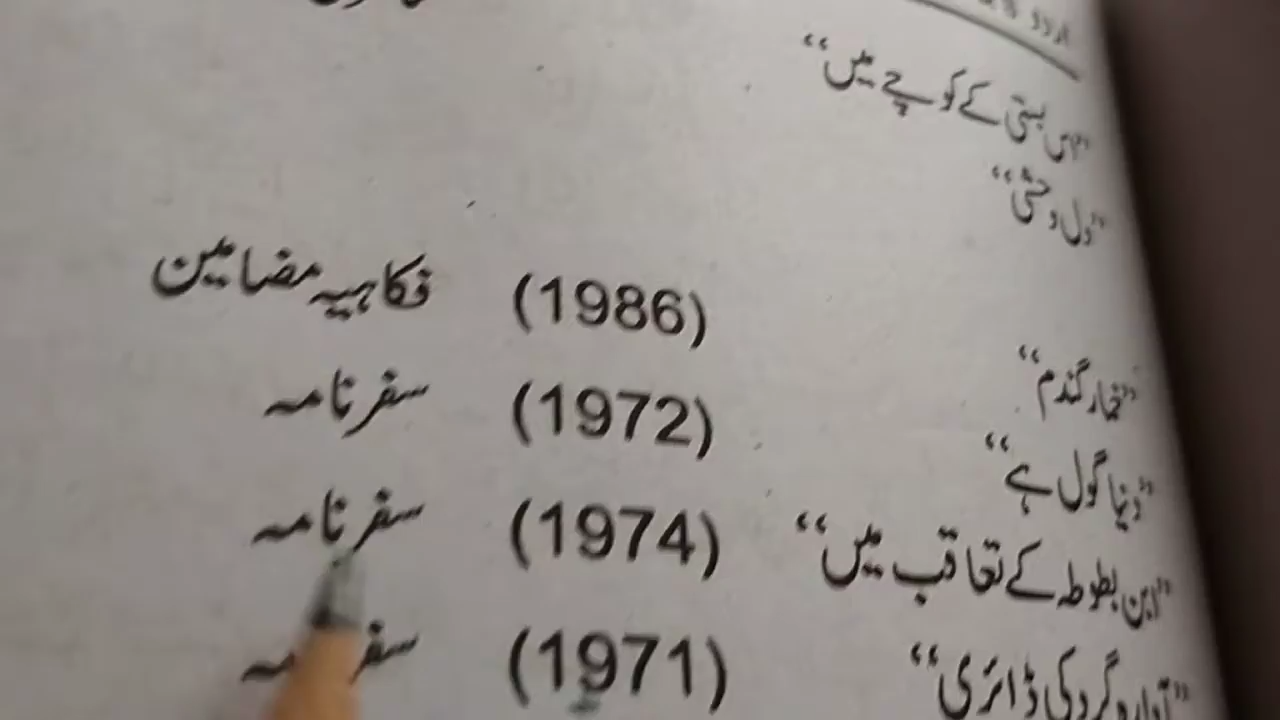 اردو
"اس بستی کے کوچے میں"
"دل وحشی"
"خمار گندم" (1986) فکاہیہ مضامین
"دنیا گول ہے" (1972) سفرنامہ
"ابن بطوطہ کے تعاقب میں" (1974) سفرنامہ
"آوارہ گرد کی ڈائری" (1971)